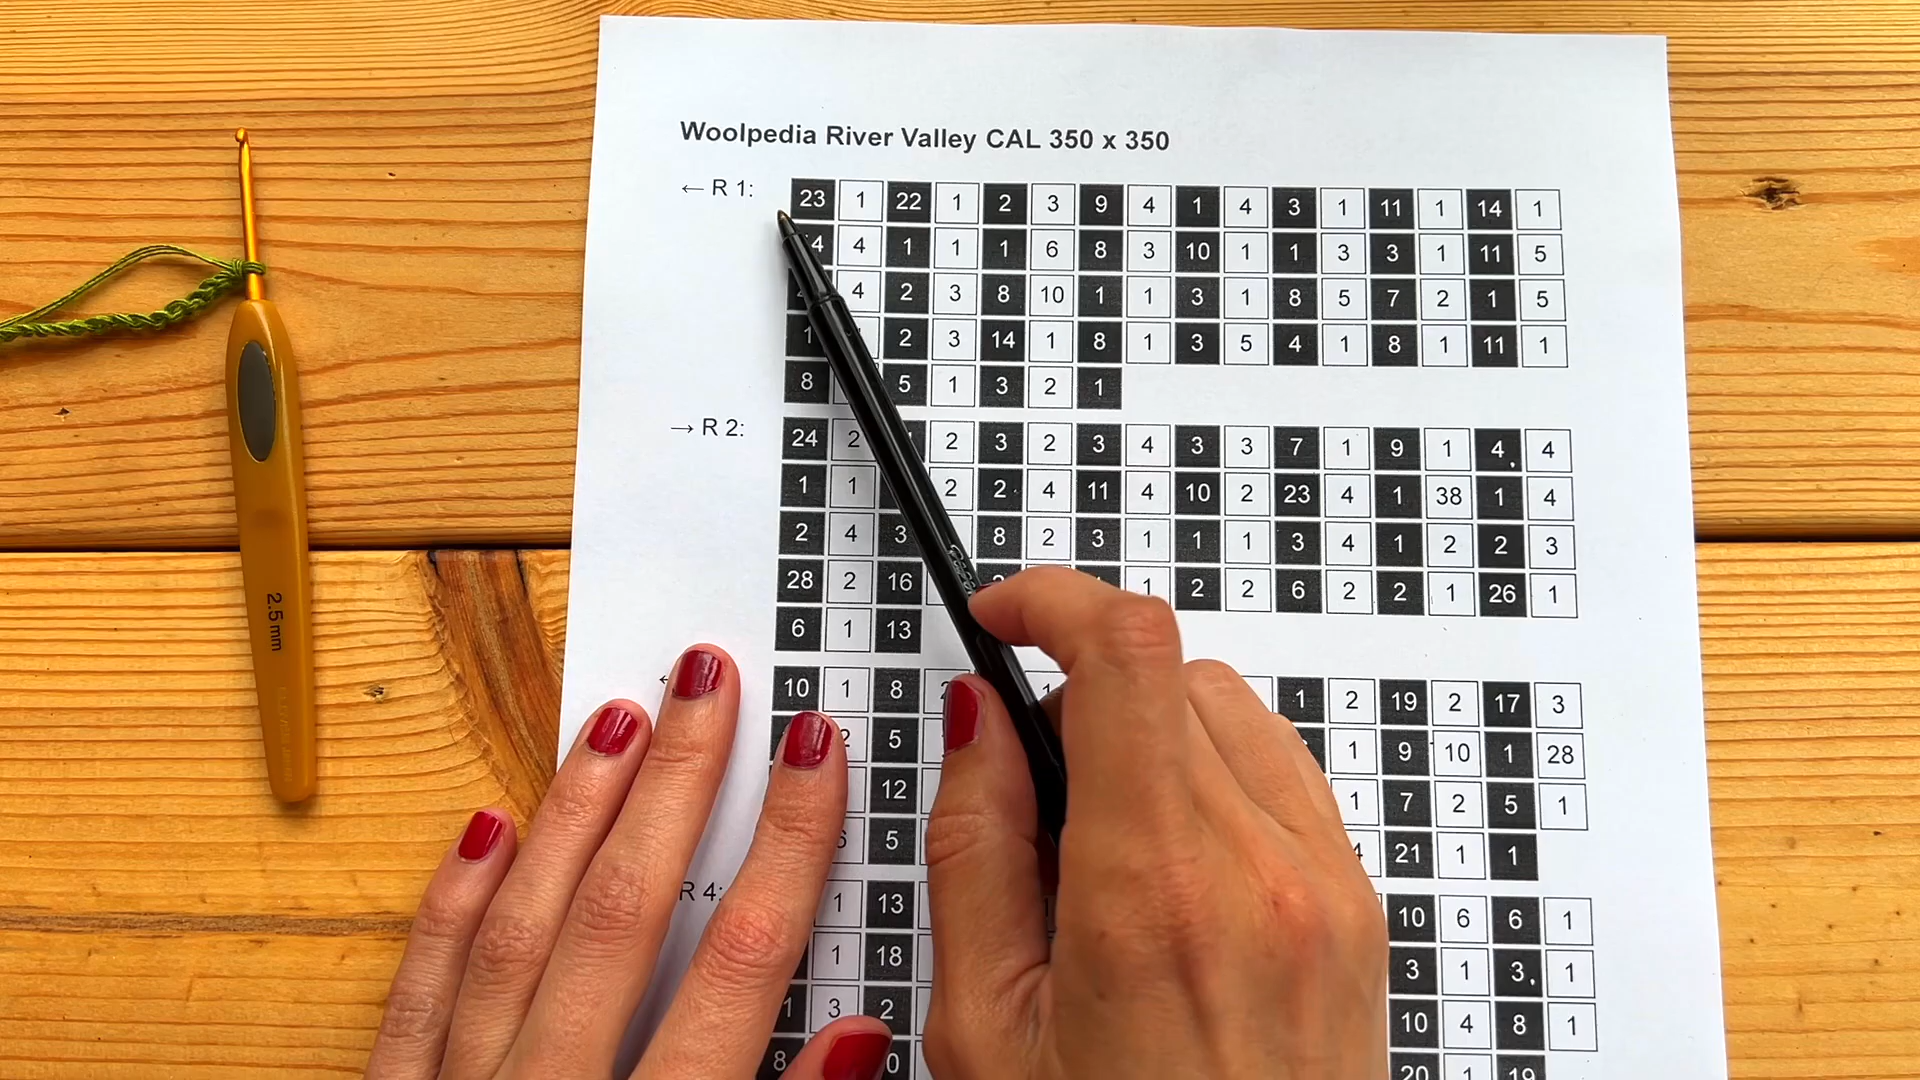 Woolpedia River Valley CAL 350 x 350
← R 1: 23 1 22 1 2 3 9 4 1 4 3 1 11 1 14 1
4 1 1 1 6 8 3 10 1 1 3 3 1 11 5
4 2 3 8 10 1 1 3 1 8 5 7 2 1 5
1 2 3 14 1 8 1 3 5 4 1 8 1 11 1
8 5 1 3 2 1
→ R 2: 24 2 2 3 2 3 4 3 3 7 1 9 1 4 4
1 1 2 2 4 11 4 10 2 23 4 1 38 1 4
2 4 3 8 2 3 1 1 1 3 4 1 2 2 3
28 2 16 1 2 2 6 2 2 1 26 1
6 1 13
10 1 8 1 1 2 19 2 17 3
5 1 9 10 1 28
12 1 7 2 5 1
5 21 1 1
R 4: 1 13 10 6 6 1
1 18 3 1 3 1
1 3 2 10 4 8 1
8 20 1 19
2.5 mm